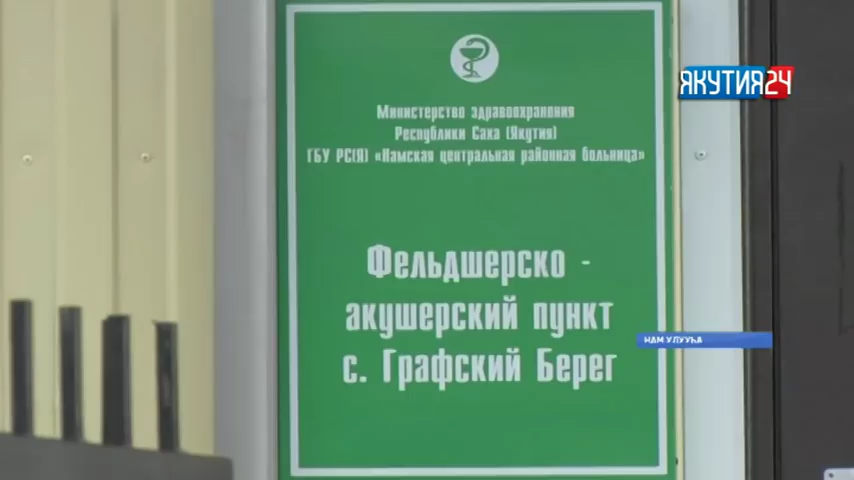 ЯКУТИЯ24
Министерство здравоохранения
Республики Саха (Якутия)
ГБУ РС(Я) «Намская центральная районная больница»
Фельдшерско -
акушерский пункт
с. Графский Берег
НАМ УЛУУҺА